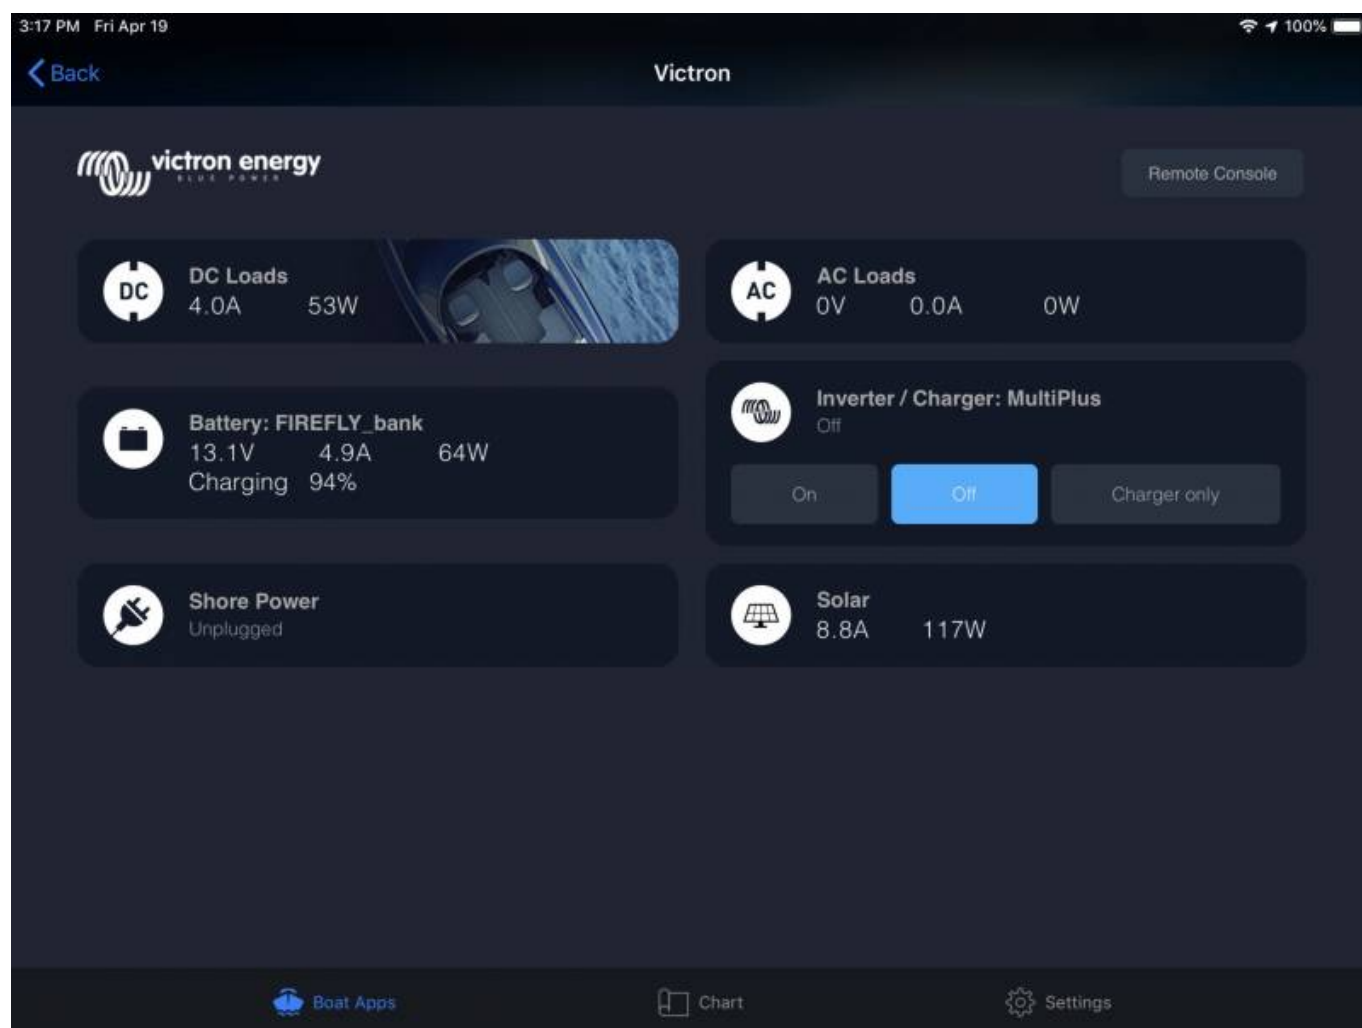 3:17 PM Fri Apr 19 100%
Back Victron
victron energy
BLUE POWER
Remote Console
DC
DC Loads
4.0A 53W
AC
AC Loads
0V 0.0A 0W
Battery: FIREFLY_bank
13.1V 4.9A 64W
Charging 94%
Inverter / Charger: MultiPlus
Off
On Off Charger only
Shore Power
Unplugged
Solar
8.8A 117W
Boat Apps Chart Settings